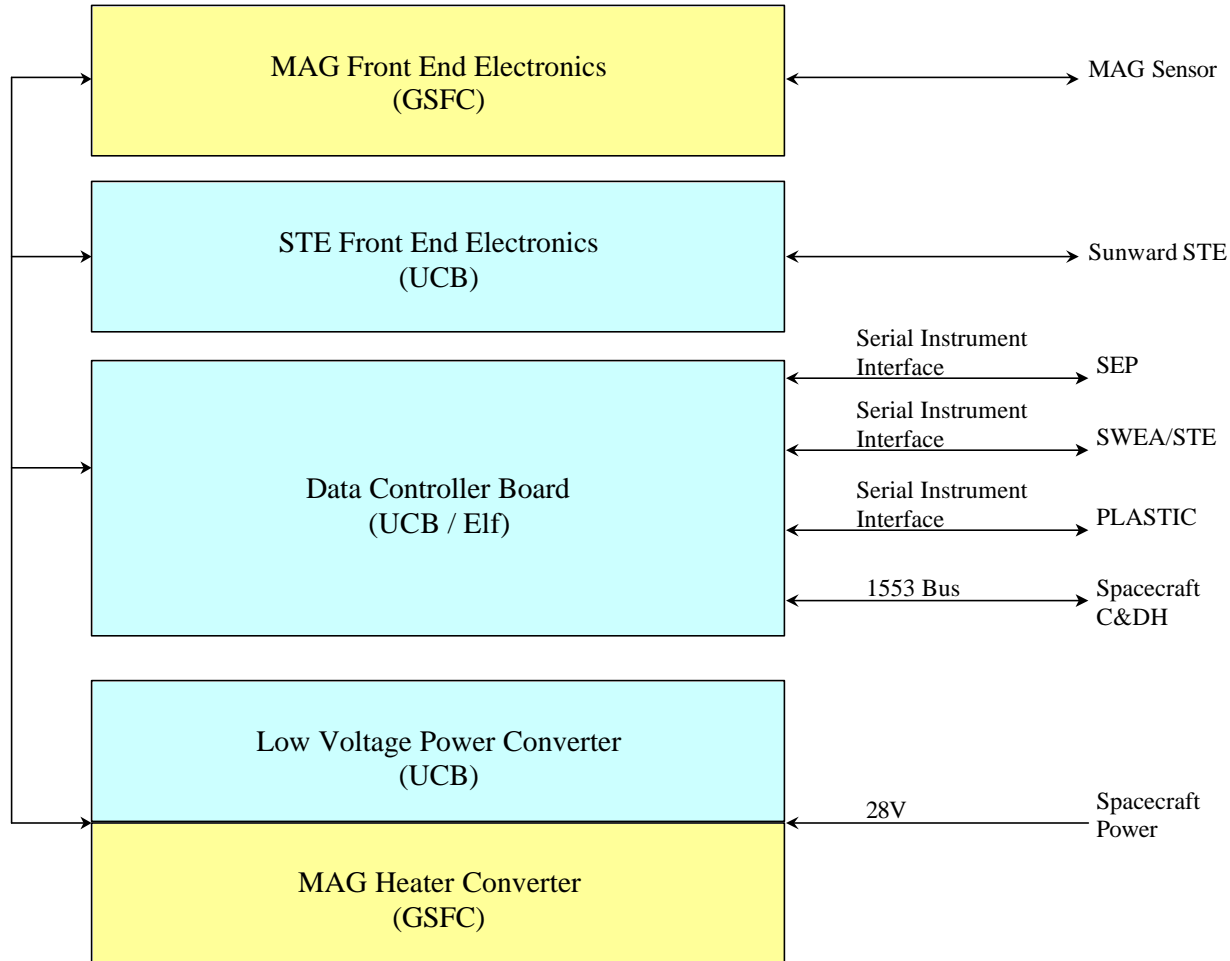 MAG Front End Electronics
(GSFC)
MAG Sensor
STE Front End Electronics
(UCB)
Sunward STE
Data Controller Board
(UCB / Elf)
Serial Instrument
Interface
SEP
Serial Instrument
Interface
SWEA/STE
Serial Instrument
Interface
PLASTIC
1553 Bus
Spacecraft
C&DH
Low Voltage Power Converter
(UCB)
28V
Spacecraft
Power
MAG Heater Converter
(GSFC)